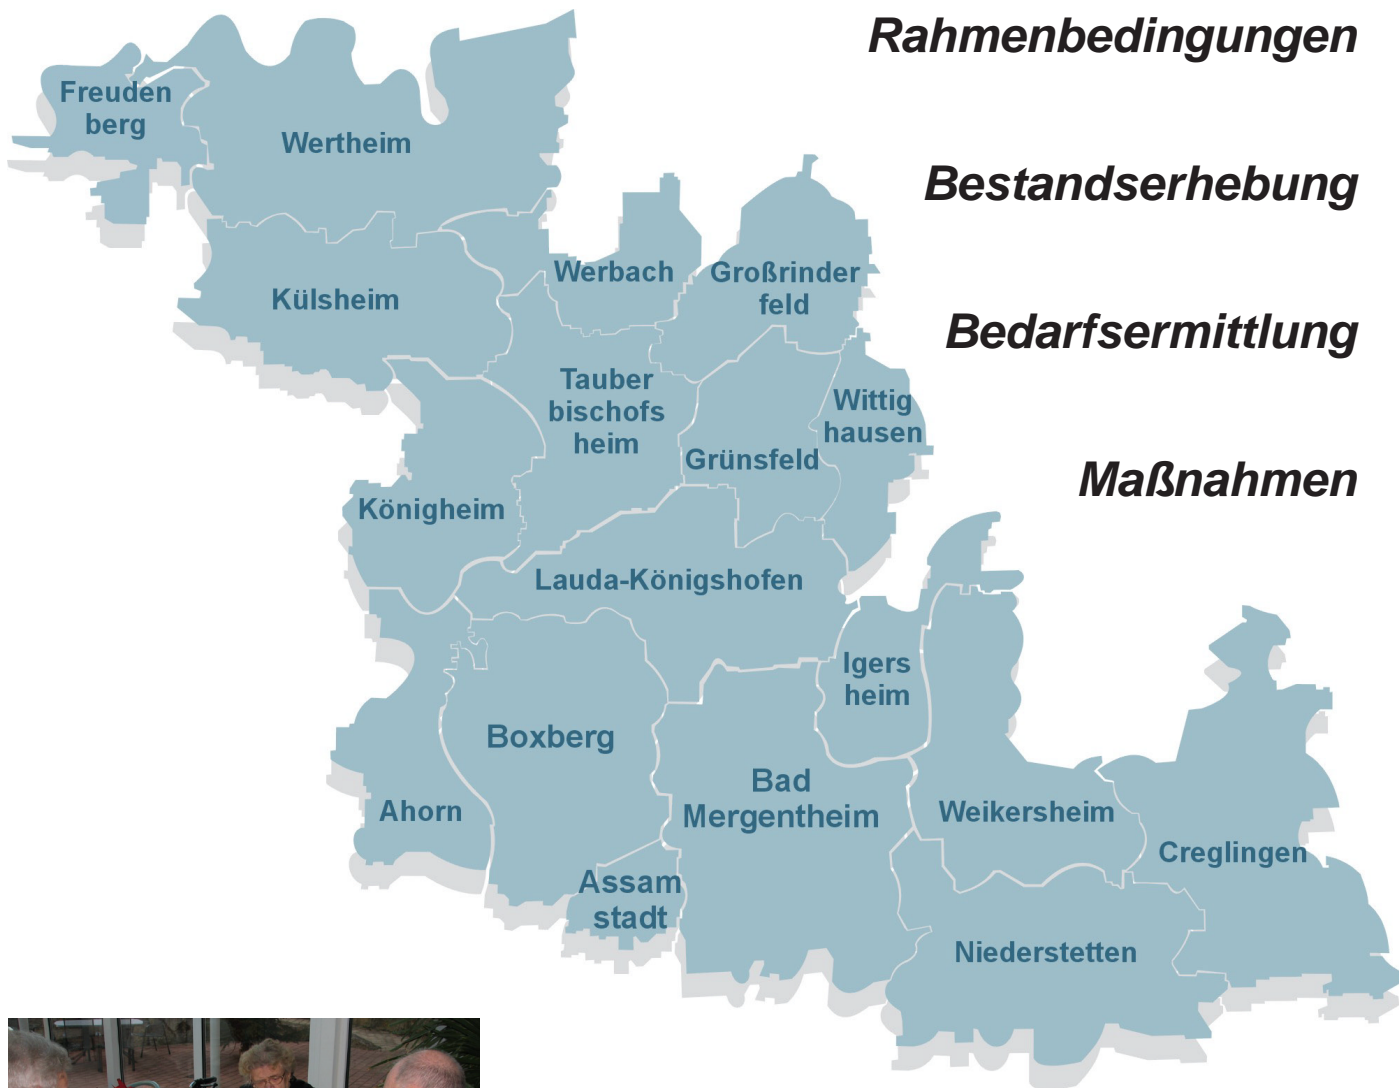 Rahmenbedingungen
Bestandserhebung
Bedarfsermittlung
Maßnahmen
Freuden
berg
Wertheim
Külsheim
Werbach
Großrinder
feld
Tauber
bischofs
heim
Grünsfeld
Wittig
hausen
Königheim
Lauda-Königshofen
Igers
heim
Boxberg
Ahorn
Bad
Mergentheim
Weikersheim
Creglingen
Assam
stadt
Niederstetten